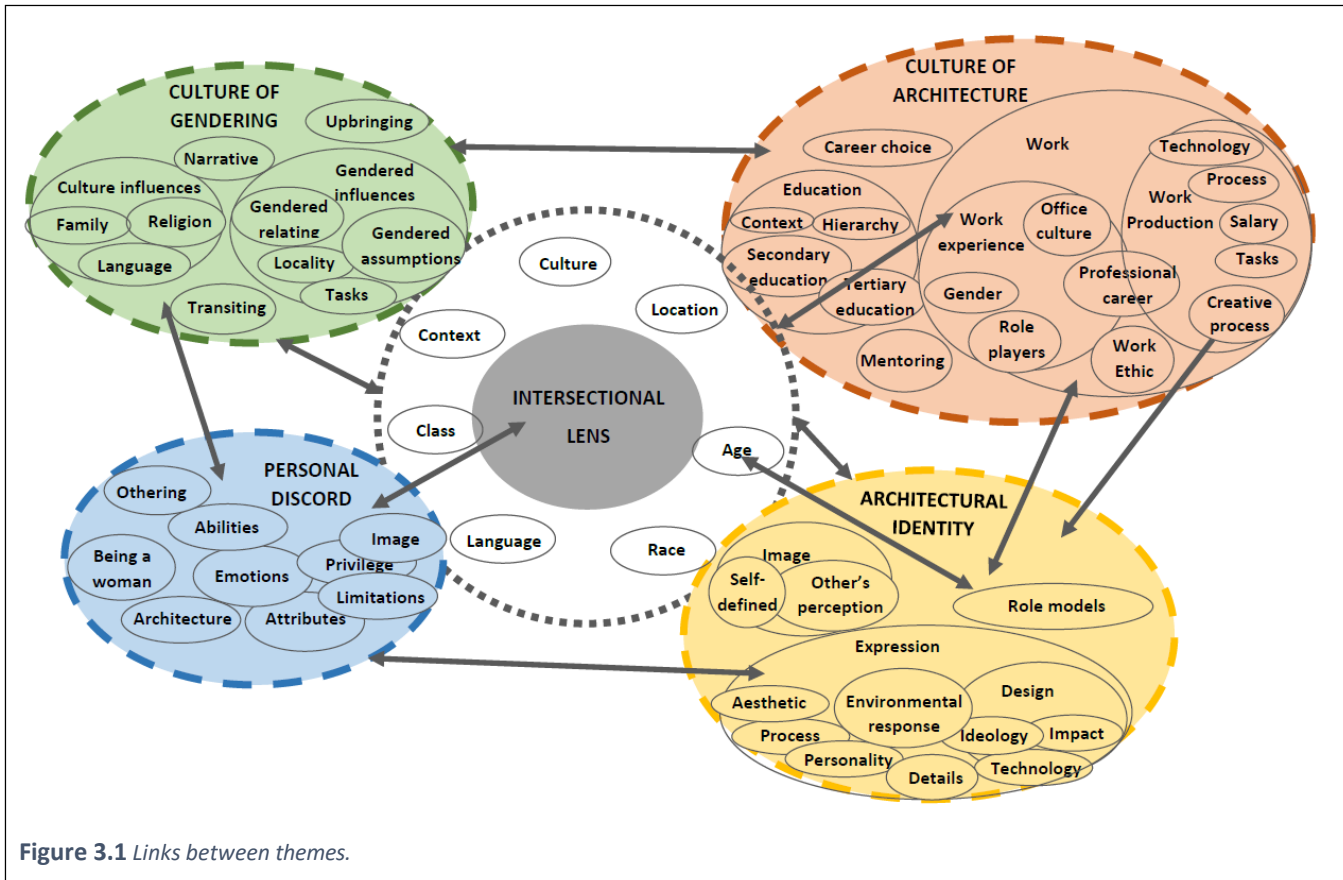 CULTURE OF
GENDERING
Upbringing
Narrative
Culture influences
Family
Religion
Language
Gendered
influences
Gendered
relating
Gendered
assumptions
Locality
Tasks
Transiting
CULTURE OF
ARCHITECTURE
Career choice
Work
Technology
Education
Process
Context
Hierarchy
Work
experience
Office
culture
Work
Production
Salary
Secondary
education
Tertiary
education
Gender
Professional
career
Tasks
Creative
process
Mentoring
Role
players
Work
Ethic
Culture
Location
Context
INTERSECTIONAL
LENS
Class
Age
Language
Race
PERSONAL
DISCORD
Othering
Abilities
Image
Being a
woman
Emotions
Privilege
Limitations
Architecture
Attributes
ARCHITECTURAL
IDENTITY
Image
Self-
defined
Other’s
perception
Role models
Expression
Aesthetic
Environmental
response
Design
Process
Ideology
Impact
Personality
Details
Technology
Figure 3.1 Links between themes.